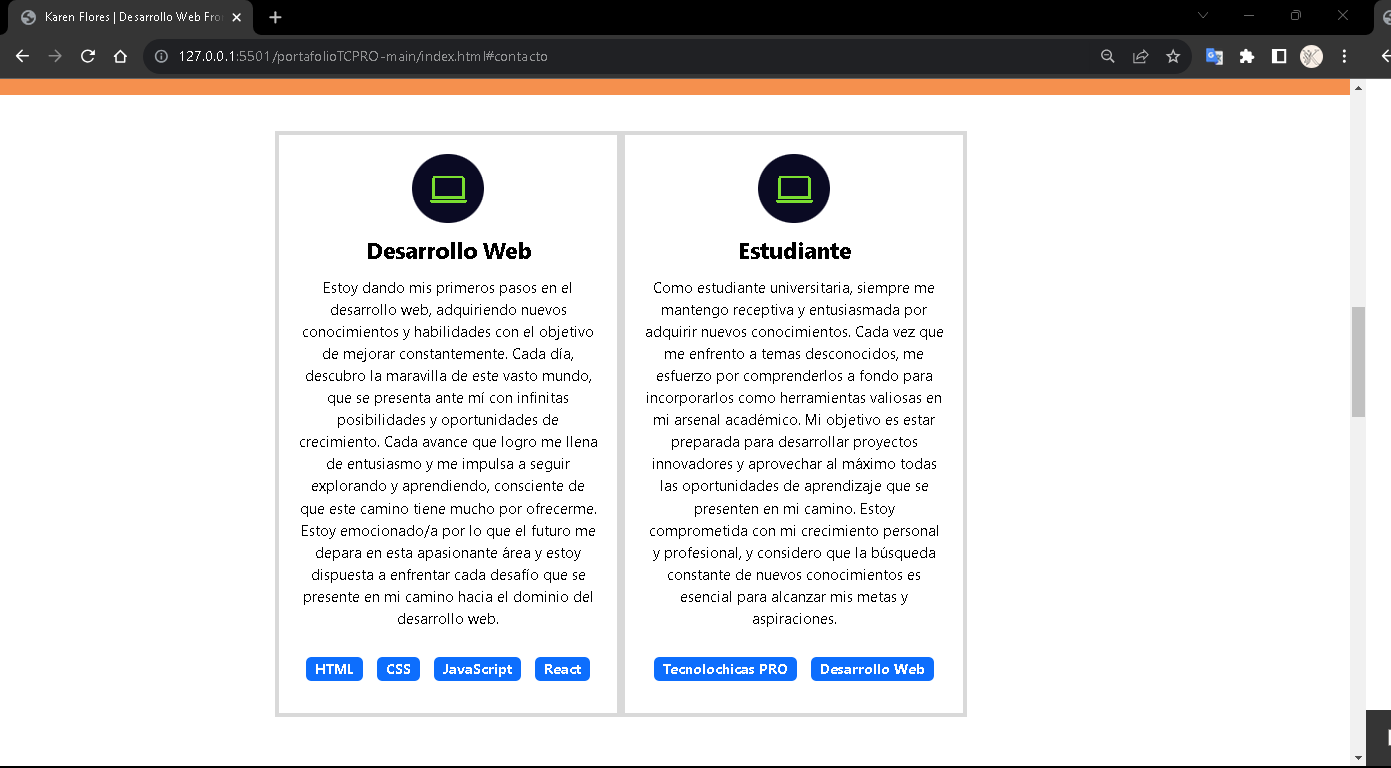 Karen Flores | Desarrollo Web Fro
127.0.0.1:5501/portafolioTCPRO-main/index.html#contacto
Desarrollo Web
Estoy dando mis primeros pasos en el
desarrollo web, adquiriendo nuevos
conocimientos y habilidades con el objetivo
de mejorar constantemente. Cada día,
descubro la maravilla de este vasto mundo,
que se presenta ante mí con infinitas
posibilidades y oportunidades de
crecimiento. Cada avance que logro me llena
de entusiasmo y me impulsa a seguir
explorando y aprendiendo, consciente de
que este camino tiene mucho por ofrecerme.
Estoy emocionado/a por lo que el futuro me
depara en esta apasionante área y estoy
dispuesta a enfrentar cada desafío que se
presente en mi camino hacia el dominio del
desarrollo web.
HTML CSS JavaScript React
Estudiante
Como estudiante universitaria, siempre me
mantengo receptiva y entusiasmada por
adquirir nuevos conocimientos. Cada vez que
me enfrento a temas desconocidos, me
esfuerzo por comprenderlos a fondo para
incorporarlos como herramientas valiosas en
mi arsenal académico. Mi objetivo es estar
preparada para desarrollar proyectos
innovadores y aprovechar al máximo todas
las oportunidades de aprendizaje que se
presenten en mi camino. Estoy
comprometida con mi crecimiento personal
y profesional, y considero que la búsqueda
constante de nuevos conocimientos es
esencial para alcanzar mis metas y
aspiraciones.
Tecnolochicas PRO Desarrollo Web